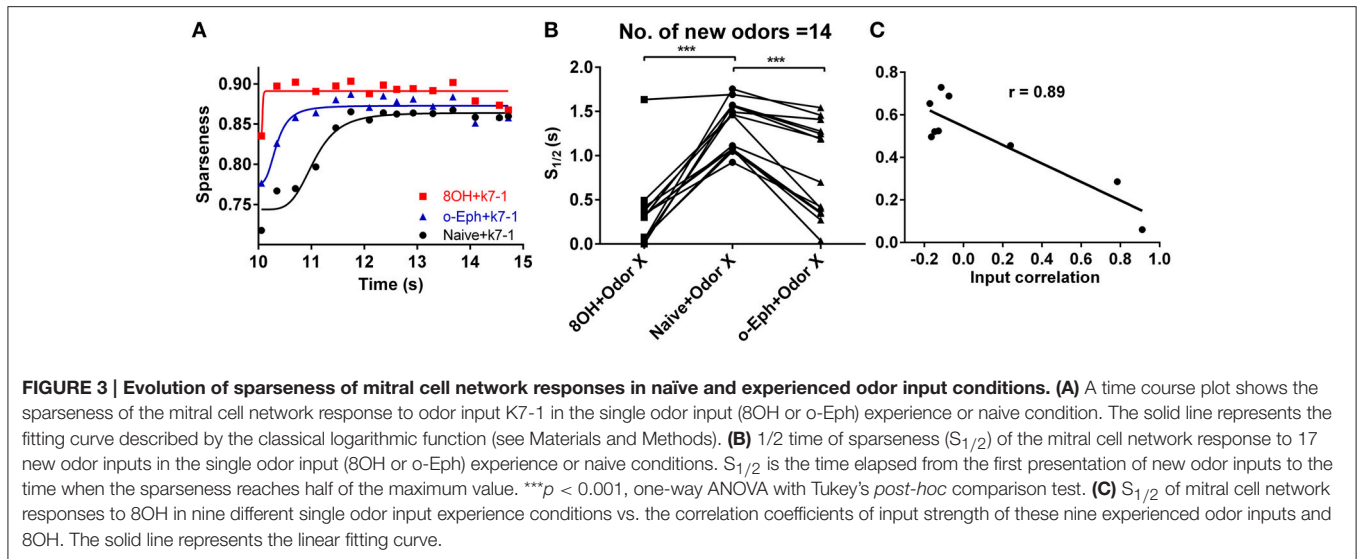 A
B
No. of new odors =14
C
***
***
0.90
0.85
0.80
0.75
Sparseness
8OH+k7-1
o-Eph+k7-1
Naive+k7-1
10 11 12 13 14 15
Time (s)
2.0
1.5
1.0
0.5
0.0
S1/2 (s)
8OH+Odor X
Naive+Odor X
o-Eph+Odor X
r = 0.89
0.8
0.6
0.4
0.2
0.0
-0.2 0.0 0.2 0.4 0.6 0.8 1.0
Input correlation
FIGURE 3 | Evolution of sparseness of mitral cell network responses in naïve and experienced odor input conditions. (A) A time course plot shows the
sparseness of the mitral cell network response to odor input K7-1 in the single odor input (8OH or o-Eph) experience or naive condition. The solid line represents the
fitting curve described by the classical logarithmic function (see Materials and Methods). (B) 1/2 time of sparseness (S1/2) of the mitral cell network response to 17
new odor inputs in the single odor input (8OH or o-Eph) experience or naive conditions. S1/2 is the time elapsed from the first presentation of new odor inputs to the
time when the sparseness reaches half of the maximum value. ***p < 0.001, one-way ANOVA with Tukey's post-hoc comparison test. (C) S1/2 of mitral cell network
responses to 8OH in nine different single odor input experience conditions vs. the correlation coefficients of input strength of these nine experienced odor inputs and
8OH. The solid line represents the linear fitting curve.